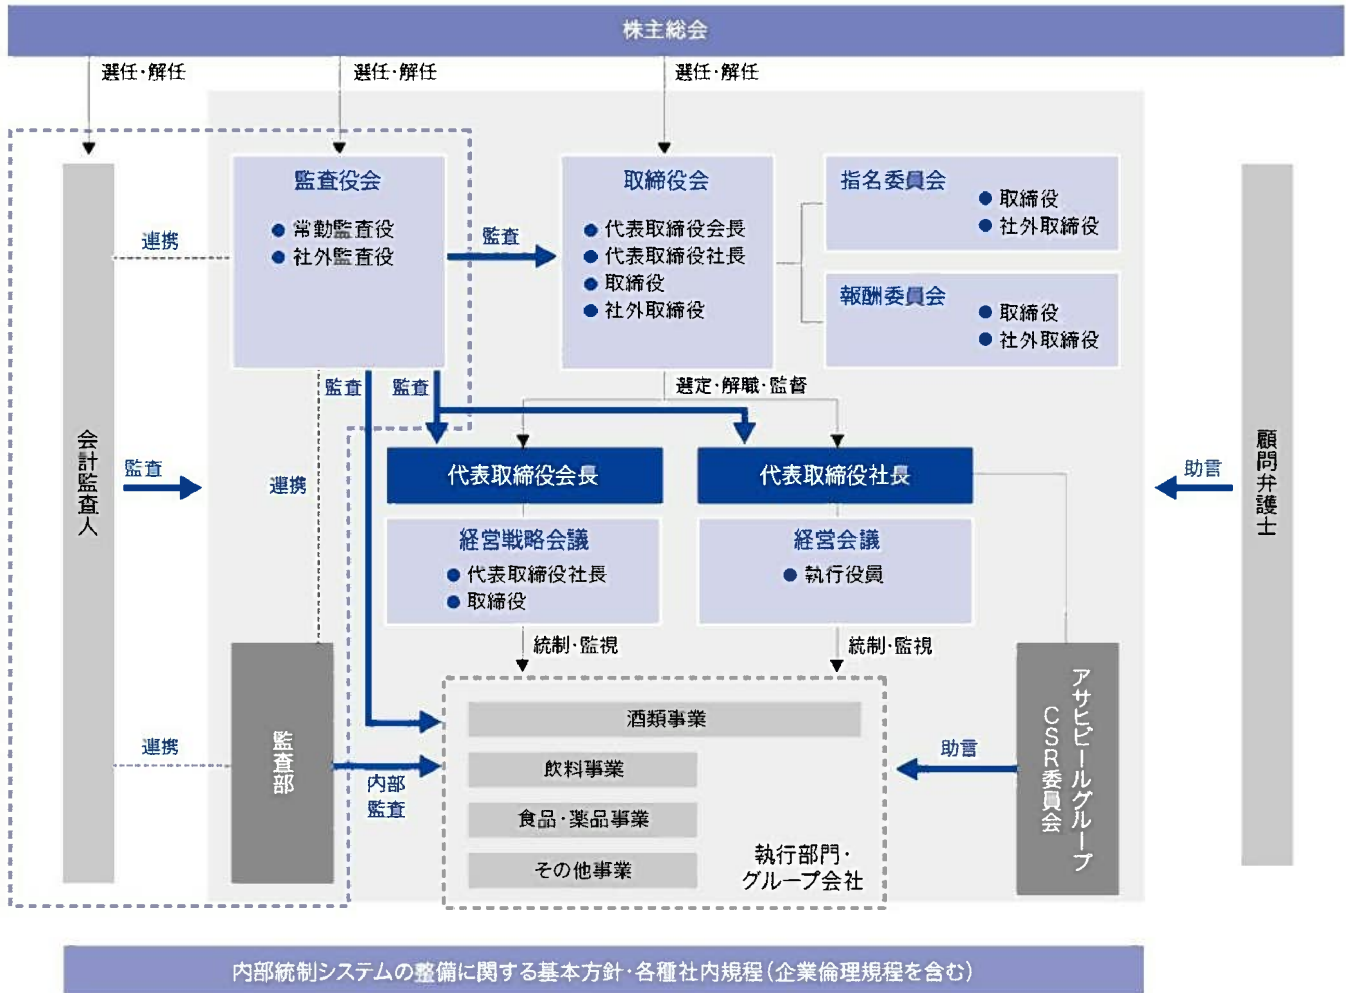 株主総会
選任・解任
選任・解任
選任・解任
監査役会
● 常勤監査役
● 社外監査役
連携
監査
取締役会
● 代表取締役会長
● 代表取締役社長
● 取締役
● 社外取締役
指名委員会
● 取締役
● 社外取締役
報酬委員会
● 取締役
● 社外取締役
監査
監査
選定・解職・監督
会計監査人
監査
連携
代表取締役会長
代表取締役社長
助言
顧問弁護士
経営戦略会議
● 代表取締役社長
● 取締役
経営会議
● 執行役員
統制・監視
統制・監視
連携
監査部
内部
監査
酒類事業
飲料事業
食品・薬品事業
その他事業
執行部門・
グループ会社
助言
アサヒビールグループ
CSR委員会
内部統制システムの整備に関する基本方針・各種社内規程(企業倫理規程を含む)